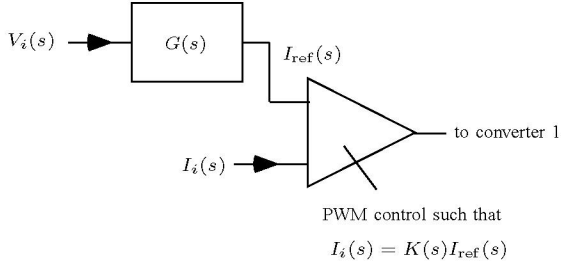 V_i(s)
G(s)
I_ref(s)
I_i(s)
to converter 1
PWM control such that
I_i(s) = K(s)I_ref(s)